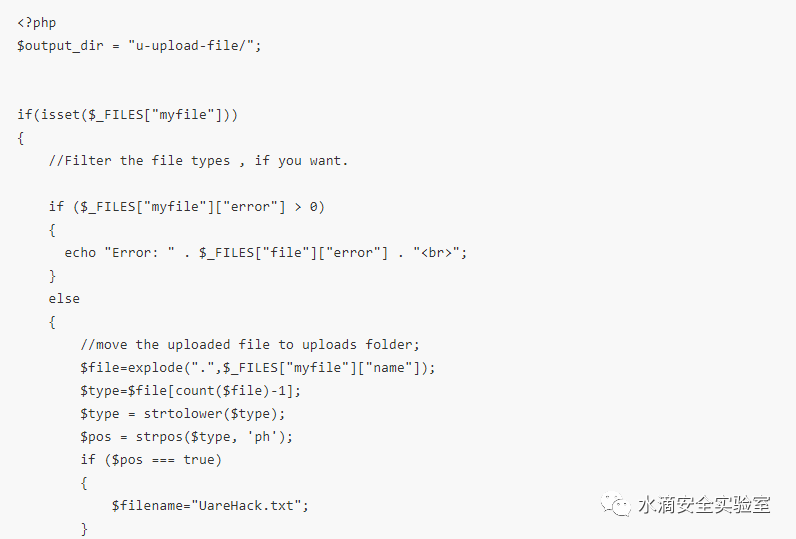 <?php
$output_dir = "u-upload-file/";
if(isset($_FILES["myfile"]))
{
//Filter the file types , if you want.
if ($_FILES["myfile"]["error"] > 0)
{
echo "Error: " . $_FILES["file"]["error"] . "<br>";
}
else
{
//move the uploaded file to uploads folder;
$file=explode(".",$_FILES["myfile"]["name"]);
$type=$file[count($file)-1];
$type = strtolower($type);
$pos = strpos($type, 'ph');
if ($pos === true)
{
$filename="UareHack.txt";
}
水滴安全实验室